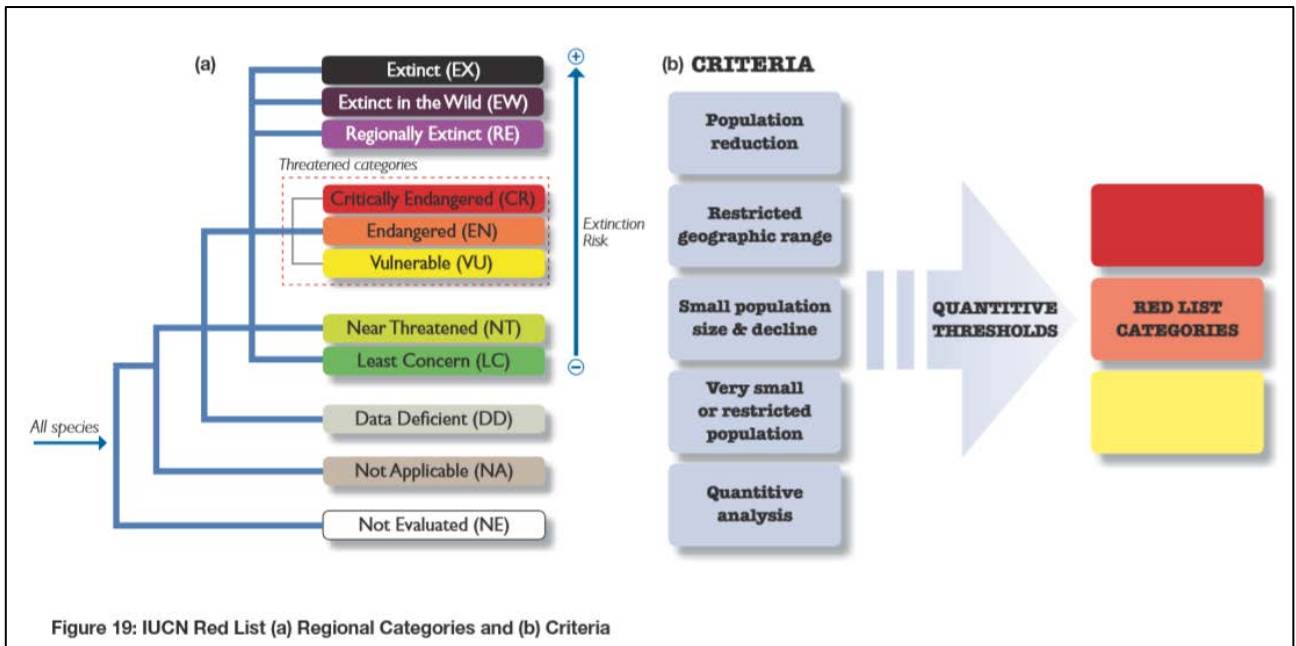 (a)
Extinct (EX)
Extinct in the Wild (EW)
Regionally Extinct (RE)
Threatened categories
Critically Endangered (CR)
Endangered (EN)
Vulnerable (VU)
Extinction
Risk
Near Threatened (NT)
Least Concern (LC)
Data Deficient (DD)
All species
Not Applicable (NA)
Not Evaluated (NE)
(b) CRITERIA
Population
reduction
Restricted
geographic range
Small population
size & decline
Very small
or restricted
population
Quantitive
analysis
QUANTITIVE
THRESHOLDS
RED LIST
CATEGORIES
Figure 19: IUCN Red List (a) Regional Categories and (b) Criteria